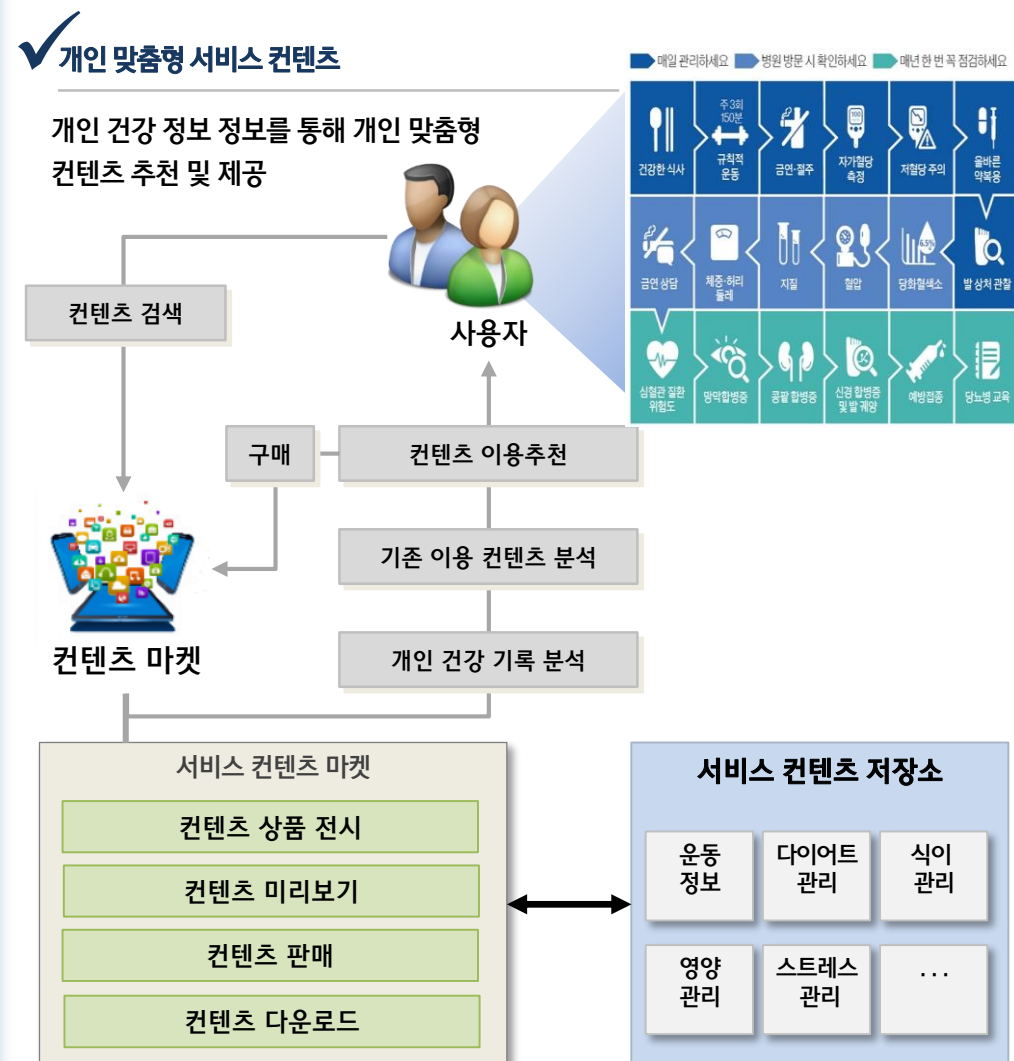 개인 맞춤형 서비스 컨텐츠
개인 건강 정보 정보를 통해 개인 맞춤형
컨텐츠 추천 및 제공
매일 관리하세요 병원 방문 시 확인하세요 매년 한 번 꼭 점검하세요
주 3회
150분
건강한 식사 규칙적 금연·절주 자가혈당 저혈당 주의 올바른
운동 측정 약복용
6.5%
금연 상담 체중·허리 지질 혈압 당화혈색소 발 상처 관찰
둘레
심혈관 질환 망막합병증 콩팥 합병증 신경 합병증 예방접종 당뇨병 교육
위험도 및 발 궤양
사용자
컨텐츠 검색
구매
컨텐츠 이용추천
기존 이용 컨텐츠 분석
개인 건강 기록 분석
컨텐츠 마켓
서비스 컨텐츠 마켓
컨텐츠 상품 전시
컨텐츠 미리보기
컨텐츠 판매
컨텐츠 다운로드
서비스 컨텐츠 저장소
운동 다이어트 식이
정보 관리 관리
영양 스트레스 ...
관리 관리